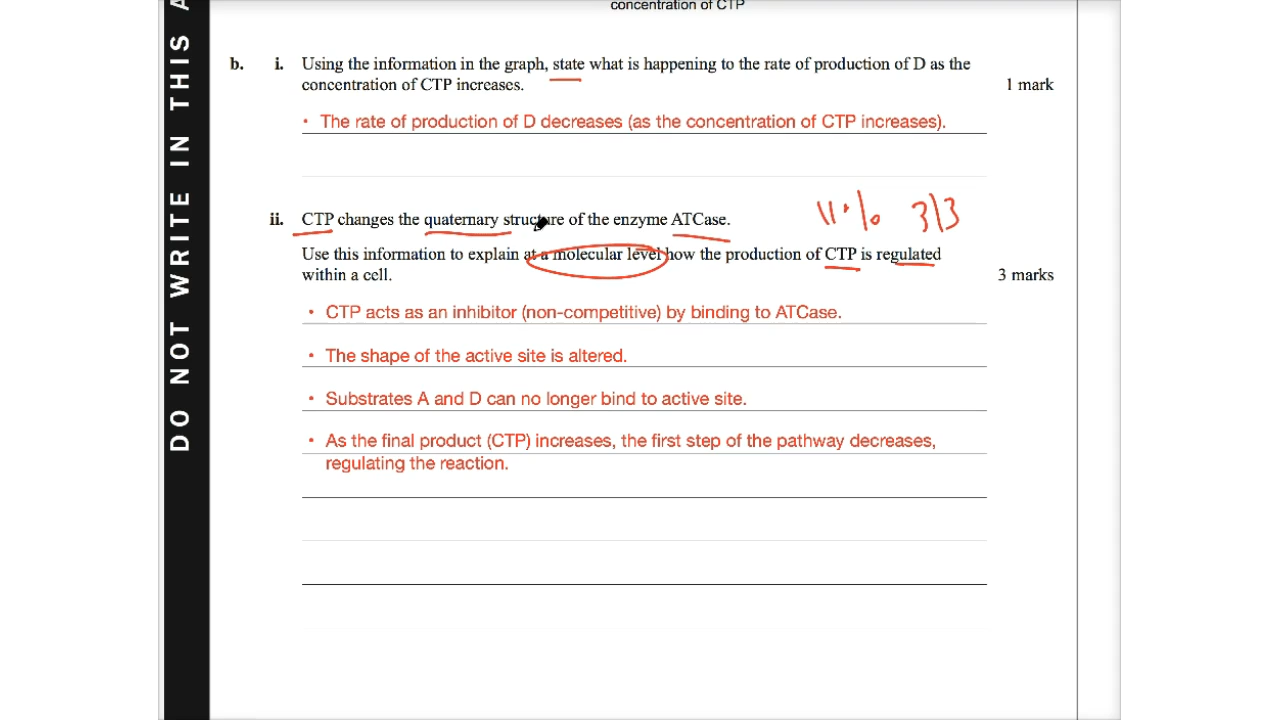 concentration of CTP
DO NOT WRITE IN THIS A
b. i. Using the information in the graph, state what is happening to the rate of production of D as the
concentration of CTP increases. 1 mark
• The rate of production of D decreases (as the concentration of CTP increases).
ii. CTP changes the quaternary structure of the enzyme ATCase.
11% 3/3
Use this information to explain at a molecular level how the production of CTP is regulated
within a cell. 3 marks
• CTP acts as an inhibitor (non-competitive) by binding to ATCase.
• The shape of the active site is altered.
• Substrates A and D can no longer bind to active site.
• As the final product (CTP) increases, the first step of the pathway decreases,
regulating the reaction.